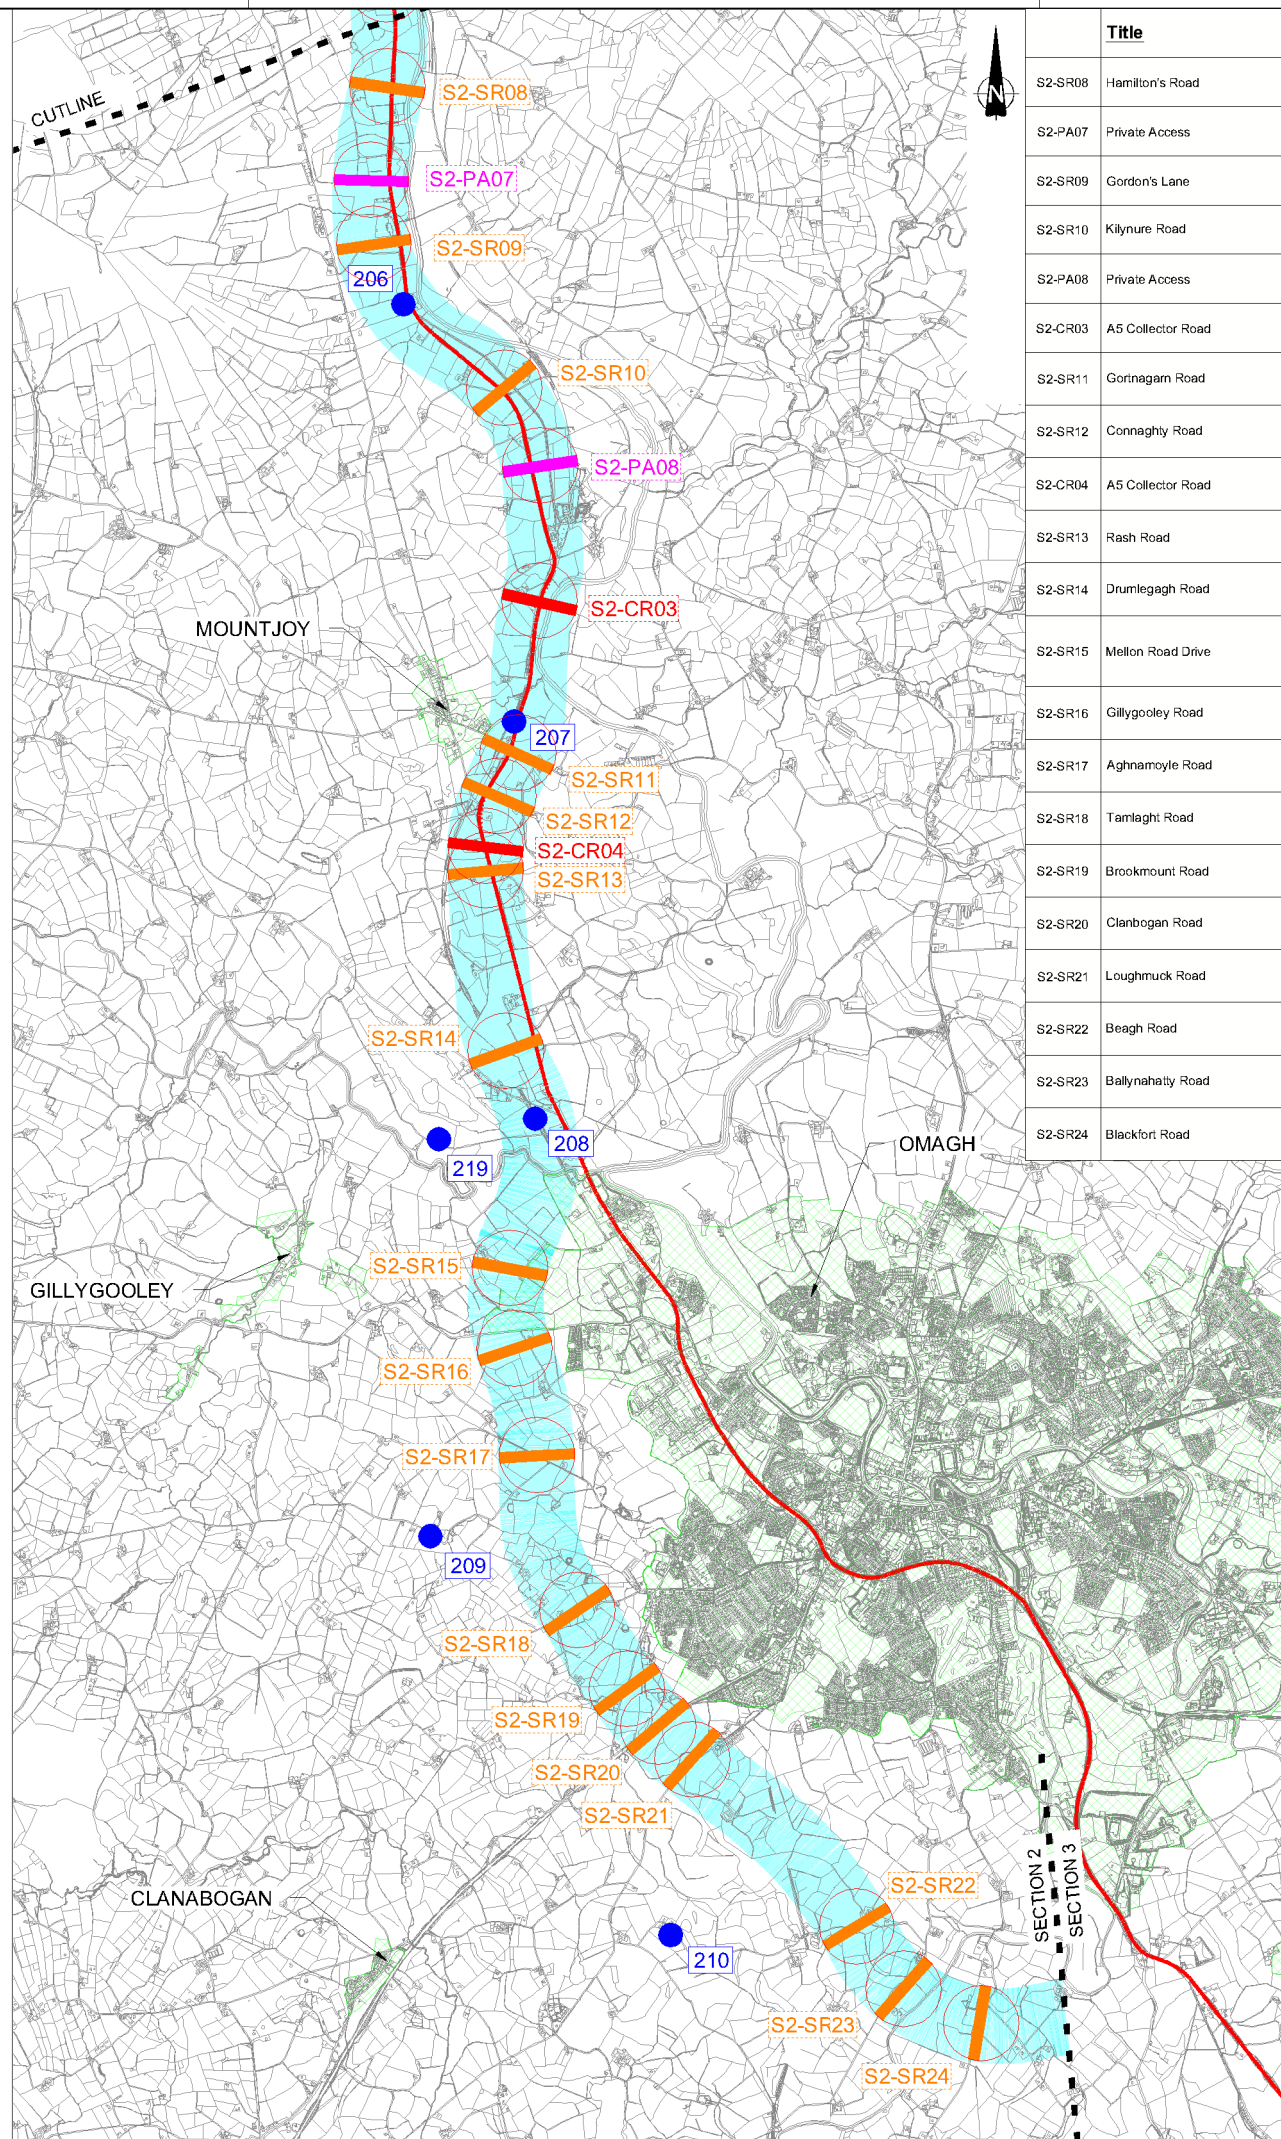 Title
S2-SR08 Hamilton's Road
S2-PA07 Private Access
S2-SR09 Gordon's Lane
S2-SR10 Kilynure Road
S2-PA08 Private Access
S2-CR03 A5 Collector Road
S2-SR11 Gortnagarn Road
S2-SR12 Connaghty Road
S2-CR04 A5 Collector Road
S2-SR13 Rash Road
S2-SR14 Drumlegagh Road
S2-SR15 Mellon Road Drive
S2-SR16 Gillygooley Road
S2-SR17 Aghnamoyle Road
S2-SR18 Tamlaght Road
S2-SR19 Brookmount Road
S2-SR20 Clanbogan Road
S2-SR21 Loughmuck Road
S2-SR22 Beagh Road
S2-SR23 Ballynahatty Road
S2-SR24 Blackfort Road
N
CUTLINE
S2-SR08
S2-PA07
S2-SR09
206
S2-SR10
S2-PA08
S2-CR03
MOUNTJOY
207
S2-SR11
S2-SR12
S2-CR04
S2-SR13
S2-SR14
208
OMAGH
219
S2-SR15
GILLYGOOLEY
S2-SR16
S2-SR17
209
S2-SR18
S2-SR19
S2-SR20
S2-SR21
S2-SR22
SECTION 2
SECTION 3
CLANABOGAN
210
S2-SR23
S2-SR24